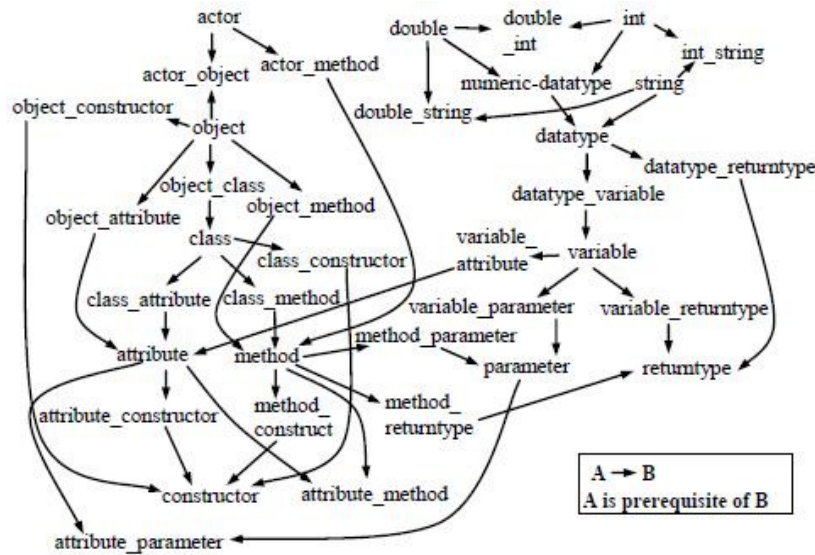 actor
double
double
_int
int
actor_object
actor_method
int_string
object_constructor
numeric-datatype
string
double_string
object
datatype
object_class
datatype_returntype
object_attribute
object_method
datatype_variable
class
variable_
attribute
variable
class_constructor
class_attribute
class_method
variable_parameter
variable_returntype
method_parameter
attribute
method
parameter
returntype
attribute_constructor
method_
construct
method_
returntype
constructor
attribute_method
attribute_parameter
A → B
A is prerequisite of B